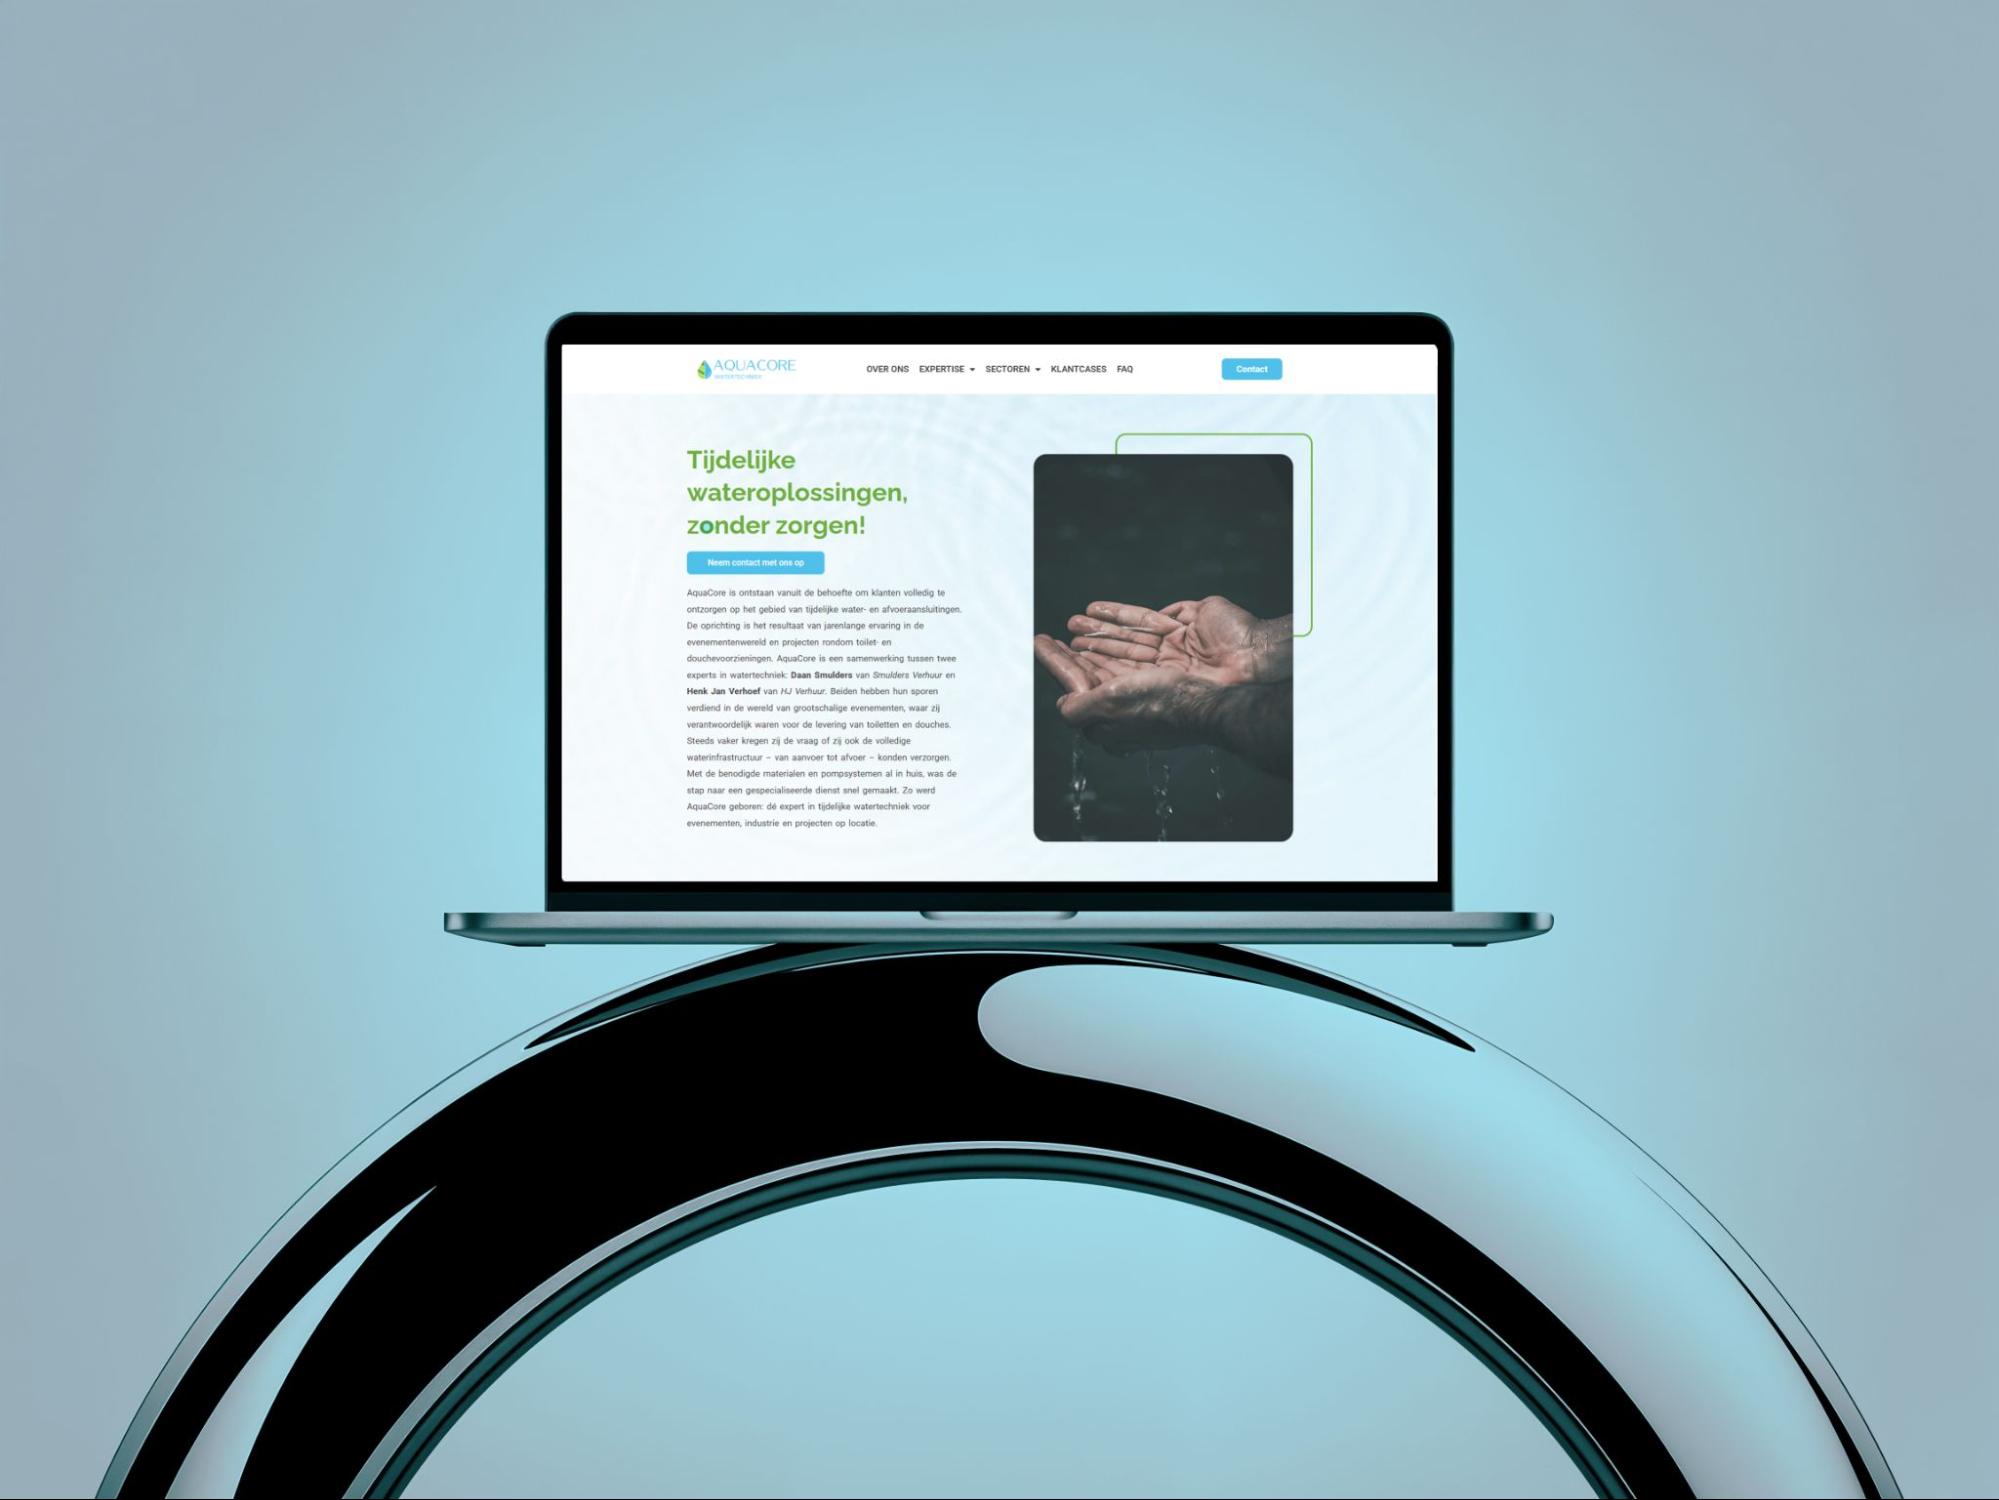 AQUACORE
WATERTECHNIEK
OVER ONS EXPERTISE SECTOREN KLANTCASES FAQ
Contact
Tijdelijke
wateroplossingen,
zonder zorgen!
Neem contact met ons op
AquaCore is ontstaan vanuit de behoefte om klanten volledig te
ontzorgen op het gebied van tijdelijke water- en afvoeraansluitingen.
De oprichting is het resultaat van jarenlange ervaring in de
evenementenwereld en projecten rondom toilet- en
douchevoorzieningen. AquaCore is een samenwerking tussen twee
experts in watertechniek: Daan Smulders van Smulders Verhuur en
Henk Jan Verhoef van HJ Verhuur. Beiden hebben hun sporen
verdiend in de wereld van grootschalige evenementen, waar zij
verantwoordelijk waren voor de levering van toiletten en douches.
Steeds vaker kregen zij de vraag of zij ook de volledige
waterinfrastructuur – van aanvoer tot afvoer – konden verzorgen.
Met de benodigde materialen en pompsystemen al in huis, was de
stap naar een gespecialiseerde dienst snel gemaakt. Zo werd
AquaCore geboren: dé expert in tijdelijke watertechniek voor
evenementen, industrie en projecten op locatie.